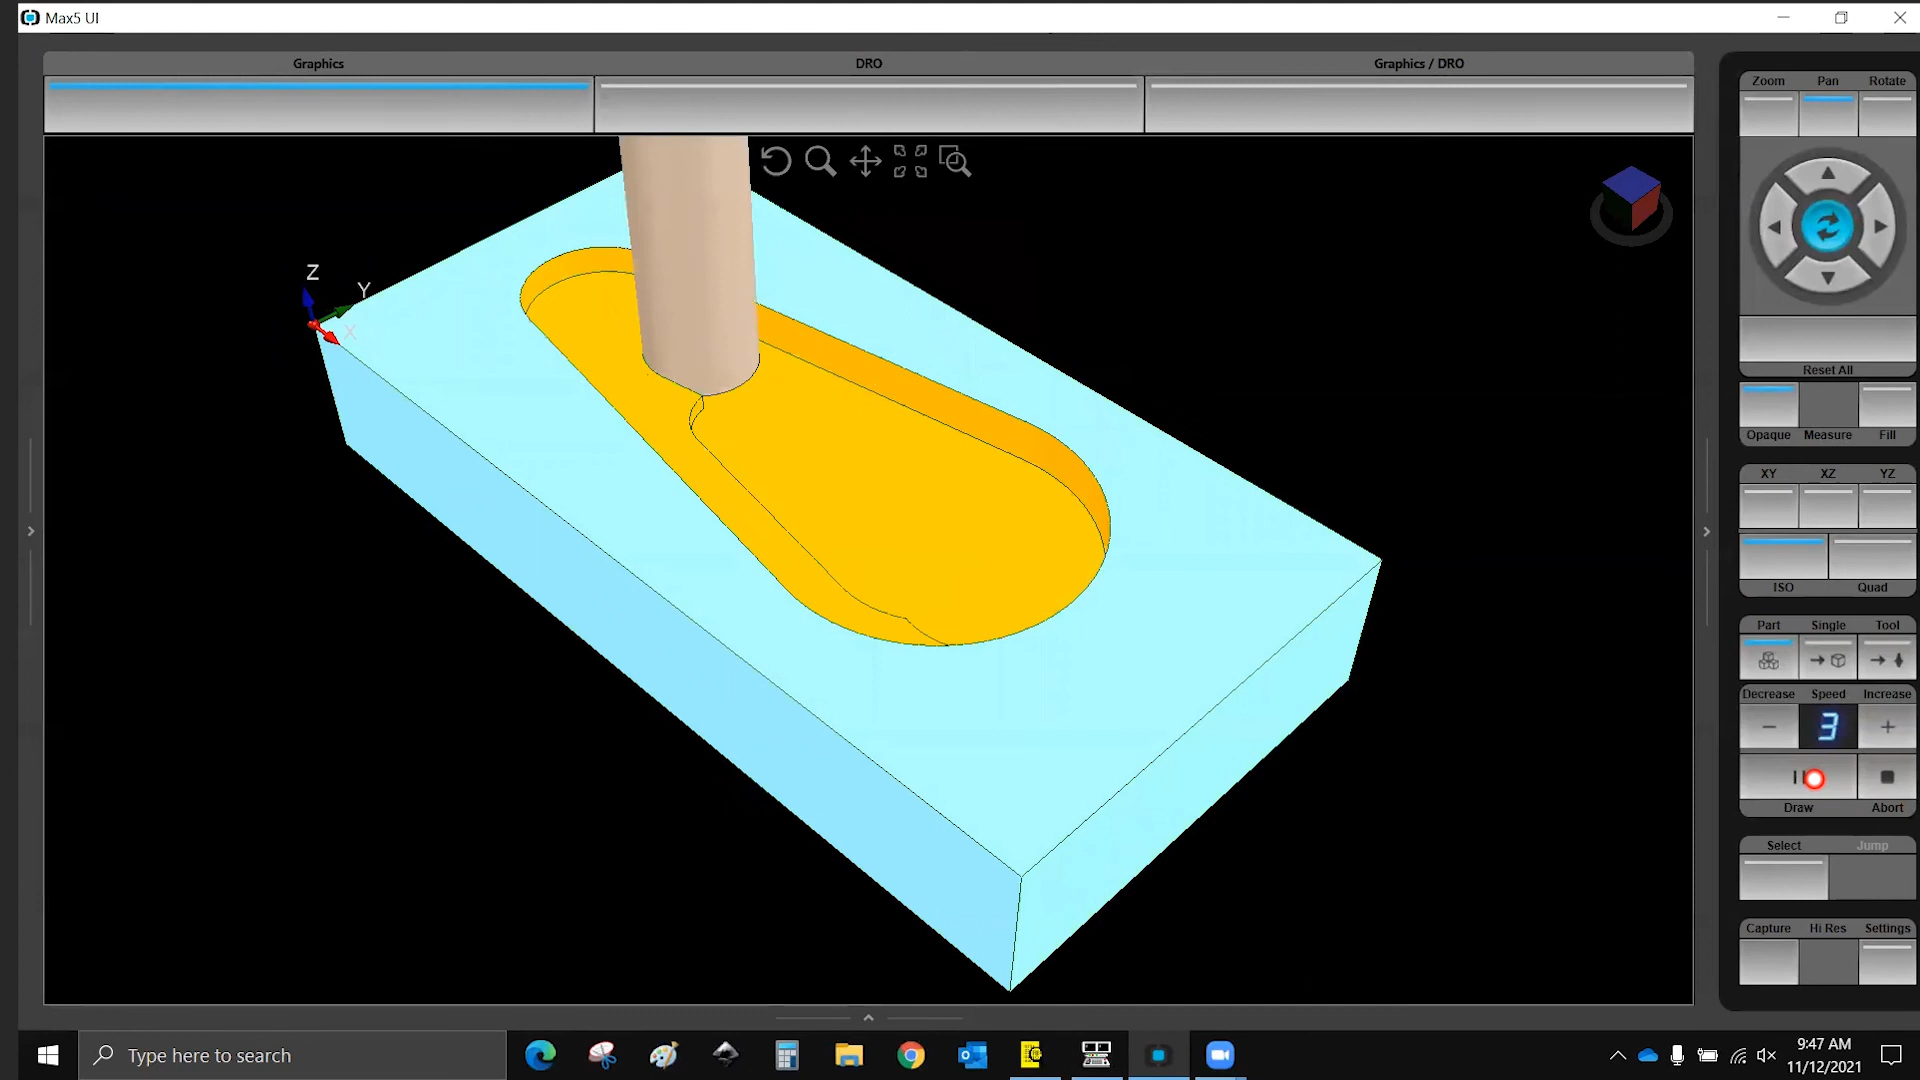 Max5 UI
Graphics
DRO
Graphics / DRO
Zoom
Pan
Rotate
Z
Y
X
Reset All
Opaque
Measure
Fill
XY
XZ
YZ
ISO
Quad
Part
Single
Tool
Decrease
Speed
Increase
3
Draw
Abort
Select
Jump
Capture
Hi Res
Settings
Type here to search
9:47 AM
11/12/2021